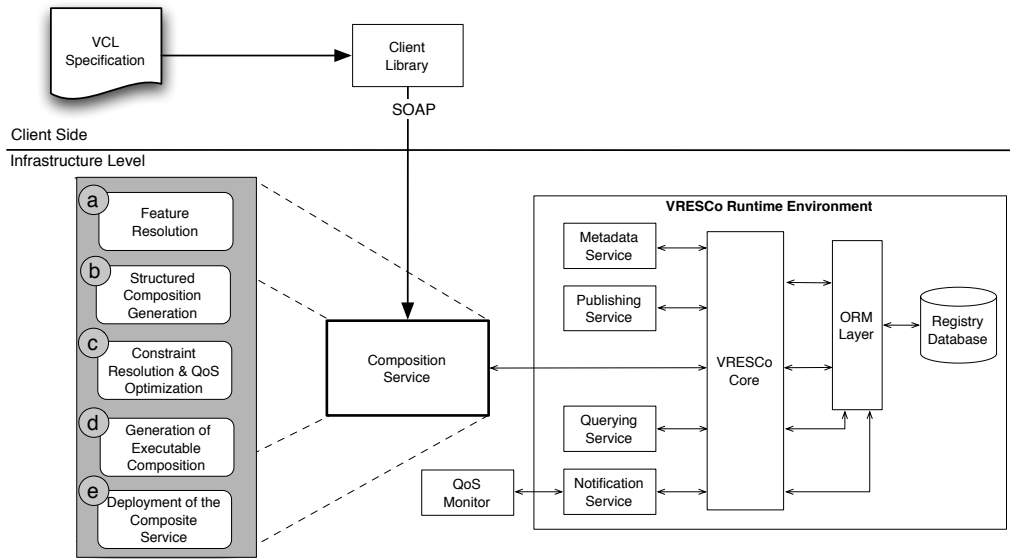 VCL
Specification
Client
Library
SOAP
Client Side
Infrastructure Level
a
Feature
Resolution
b
Structured
Composition
Generation
c
Constraint
Resolution & QoS
Optimization
d
Generation of
Executable
Composition
e
Deployment of the
Composite
Service
Composition
Service
VRESCo Runtime Environment
Metadata
Service
Publishing
Service
Querying
Service
QoS
Monitor
Notification
Service
VRESCo
Core
ORM
Layer
Registry
Database